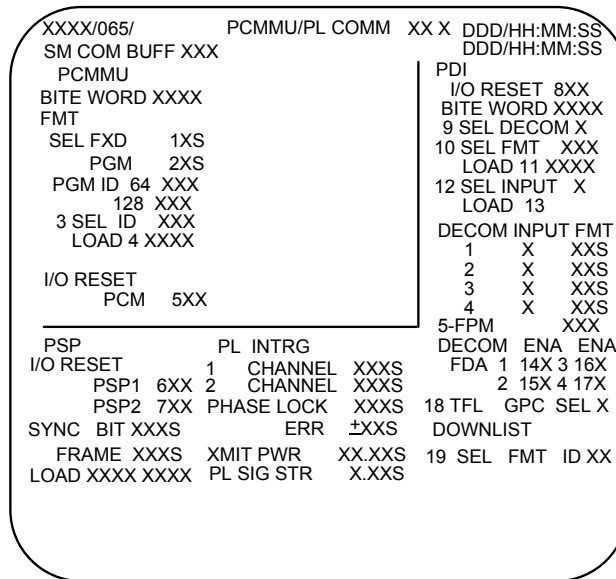 XXXX/065/ PCMMU/PL COMM XX X DDD/HH:MM:SS
DDD/HH:MM:SS
SM COM BUFF XXX
PCMMU
BITE WORD XXXX
FMT
SEL FXD 1XS
PGM 2XS
PGM ID 64 XXX
128 XXX
3 SEL ID XXX
LOAD 4 XXXX
I/O RESET
PCM 5XX
PDI
I/O RESET 8XX
BITE WORD XXXX
9 SEL DECOM X
10 SEL FMT XXX
LOAD 11 XXXX
12 SEL INPUT X
LOAD 13
DECOM INPUT FMT
1 X XXS
2 X XXS
3 X XXS
4 X XXS
5-FPM XXX
PSP
I/O RESET
PSP1 6XX
PSP2 7XX
SYNC BIT XXXS
FRAME XXXS
LOAD XXXX XXXX
PL INTRG
1 CHANNEL XXXS
2 CHANNEL XXXS
PHASE LOCK XXXS
ERR ±XXS
XMIT PWR XX.XXS
PL SIG STR X.XXS
DECOM ENA ENA
FDA 1 14X 3 16X
2 15X 4 17X
18 TFL GPC SEL X
DOWNLIST
19 SEL FMT ID XX